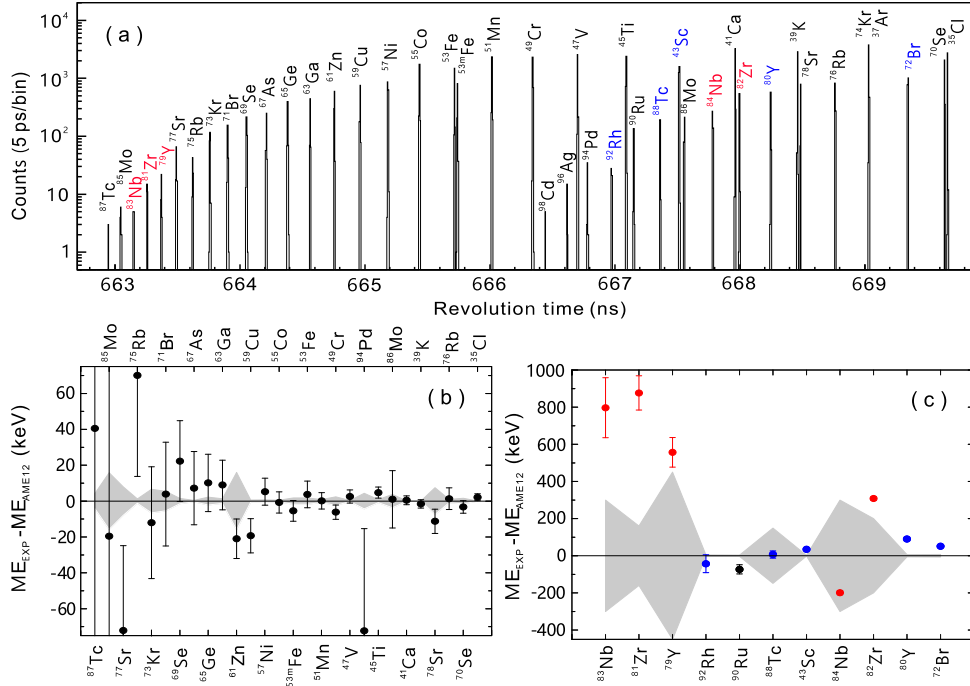 (a)
Counts (5 ps/bin)
10⁴
10³
10²
10
1
⁸⁷Tc
⁸⁵Mo
⁸³Nb
⁸¹Zr
⁷⁹Y
⁷⁷Sr
⁷⁵Rb
⁷³Kr
⁷¹Br
⁶⁹Se
⁶⁷As
⁶⁵Ge
⁶³Ga
⁶¹Zn
⁵⁹Cu
⁵⁷Ni
⁵⁵Co
⁵³Fe
⁵³ᵐFe
⁵¹Mn
⁴⁹Cr
⁹⁸Cd
⁹⁶Ag
⁴⁷V
⁹⁴Pd
⁹²Rh
⁴⁵Ti
⁹⁰Ru
⁸⁸Tc
⁴³Sc
⁸⁶Mo
⁸⁴Nb
⁴¹Ca
⁸²Zr
⁸⁰Y
³⁹K
⁷⁸Sr
⁷⁶Rb
⁷⁴Kr
³⁷Ar
⁷²Br
⁷⁰Se
³⁵Cl
663 664 665 666 667 668 669
Revolution time (ns)
⁸⁵Mo ⁷⁵Rb ⁷¹Br ⁶⁷As ⁶³Ga ⁵⁹Cu ⁵⁵Co ⁵³Fe ⁴⁹Cr ⁹⁴Pd ⁸⁶Mo ³⁹K ⁷⁶Rb ³⁵Cl
(b)
ME_EXP-ME_AME12 (keV)
60
40
20
0
-20
-40
-60
⁸⁷Tc ⁷⁷Sr ⁷³Kr ⁶⁹Se ⁶⁵Ge ⁶¹Zn ⁵⁷Ni ⁵³ᵐFe ⁵¹Mn ⁴⁷V ⁴⁵Ti ⁴¹Ca ⁷⁸Sr ⁷⁰Se
(c)
ME_EXP-ME_AME12 (keV)
1000
800
600
400
200
0
-200
-400
⁸³Nb ⁸¹Zr ⁷⁹Y ⁹²Rh ⁹⁰Ru ⁸⁸Tc ⁴³Sc ⁸⁴Nb ⁸²Zr ⁸⁰Y ⁷²Br